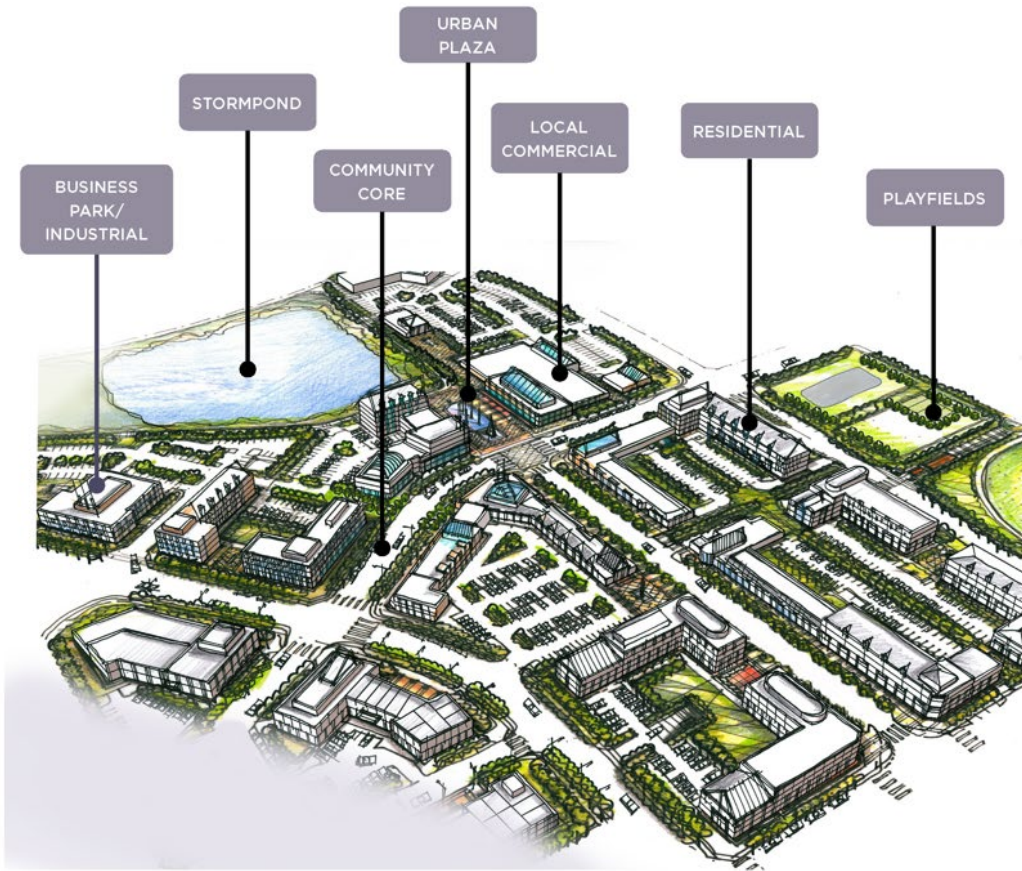 URBAN
PLAZA
STORMPOND
LOCAL
COMMERCIAL
RESIDENTIAL
COMMUNITY
CORE
BUSINESS
PARK/
INDUSTRIAL
PLAYFIELDS